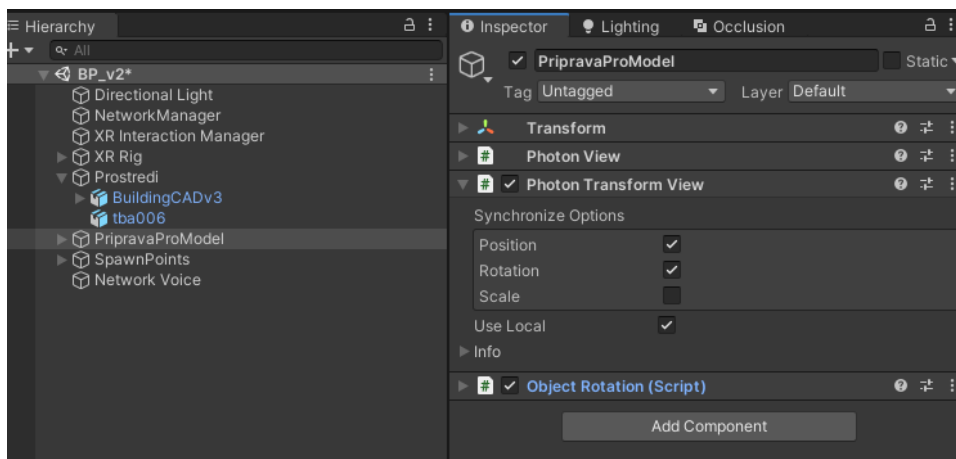 Hierarchy
All
BP_v2*
Directional Light
NetworkManager
XR Interaction Manager
XR Rig
Prostredi
BuildingCADv3
tba006
PripravaProModel
SpawnPoints
Network Voice
Inspector Lighting Occlusion
PripravaProModel Static
Tag Untagged Layer Default
Transform
# Photon View
# Photon Transform View
Synchronize Options
Position
Rotation
Scale
Use Local
Info
# Object Rotation (Script)
Add Component